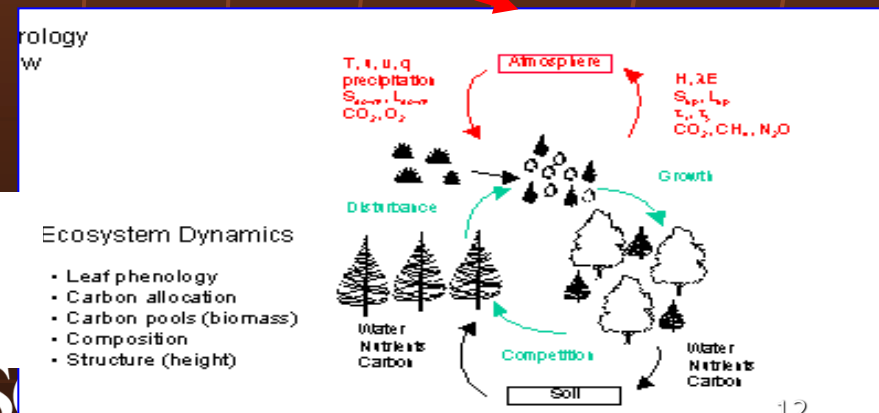 rology
w
T, u, q
precipitation
CO₂, O₂
Atmosphere
H, λE
CO₂, CH₄, N₂O
Growth
Disturbance
Ecosystem Dynamics
• Leaf phenology
• Carbon allocation
• Carbon pools (biomass)
• Composition
• Structure (height)
Water
Nutrients
Carbon
Competition
Water
Nutrients
Carbon
Soil
12